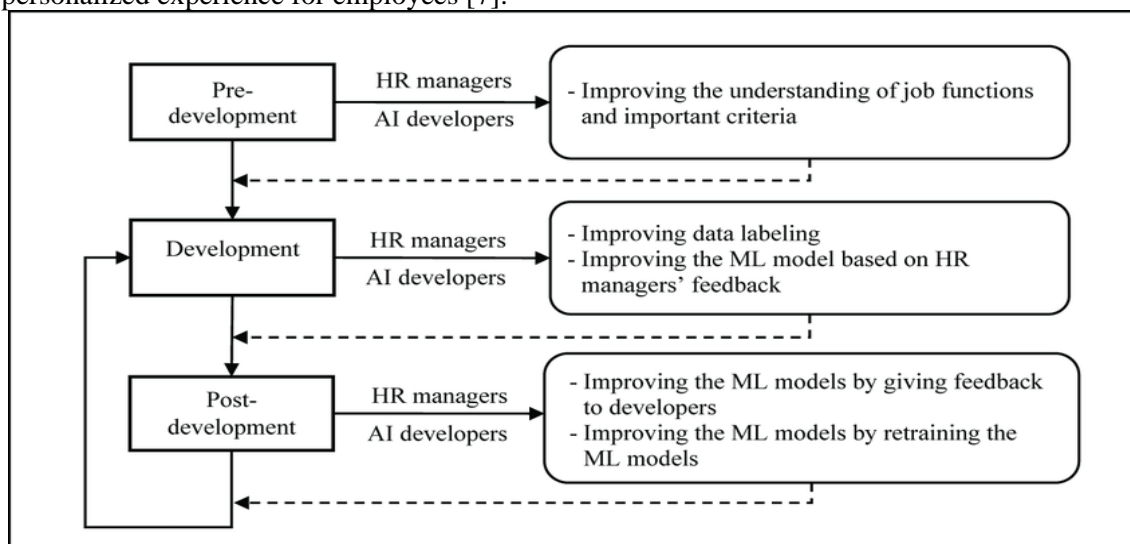 personalized experience for employees [7].
Pre-
development
HR managers
AI developers
- Improving the understanding of job functions
and important criteria
Development
HR managers
AI developers
- Improving data labeling
- Improving the ML model based on HR
managers’ feedback
Post-
development
HR managers
AI developers
- Improving the ML models by giving feedback
to developers
- Improving the ML models by retraining the
ML models